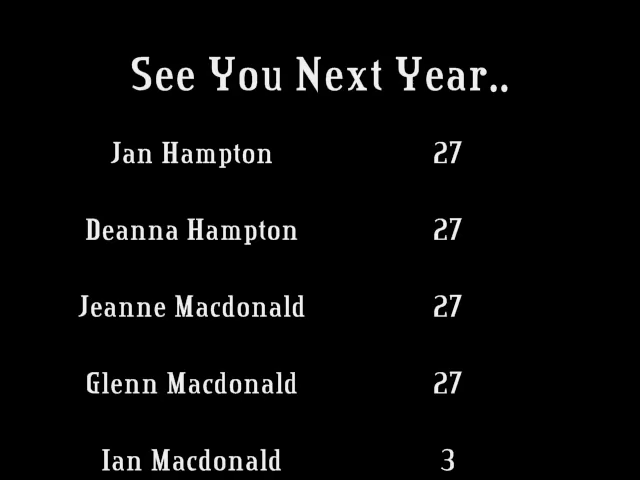 See You Next Year..
Jan Hampton 27
Deanna Hampton 27
Jeanne Macdonald 27
Glenn Macdonald 27
Ian Macdonald 3